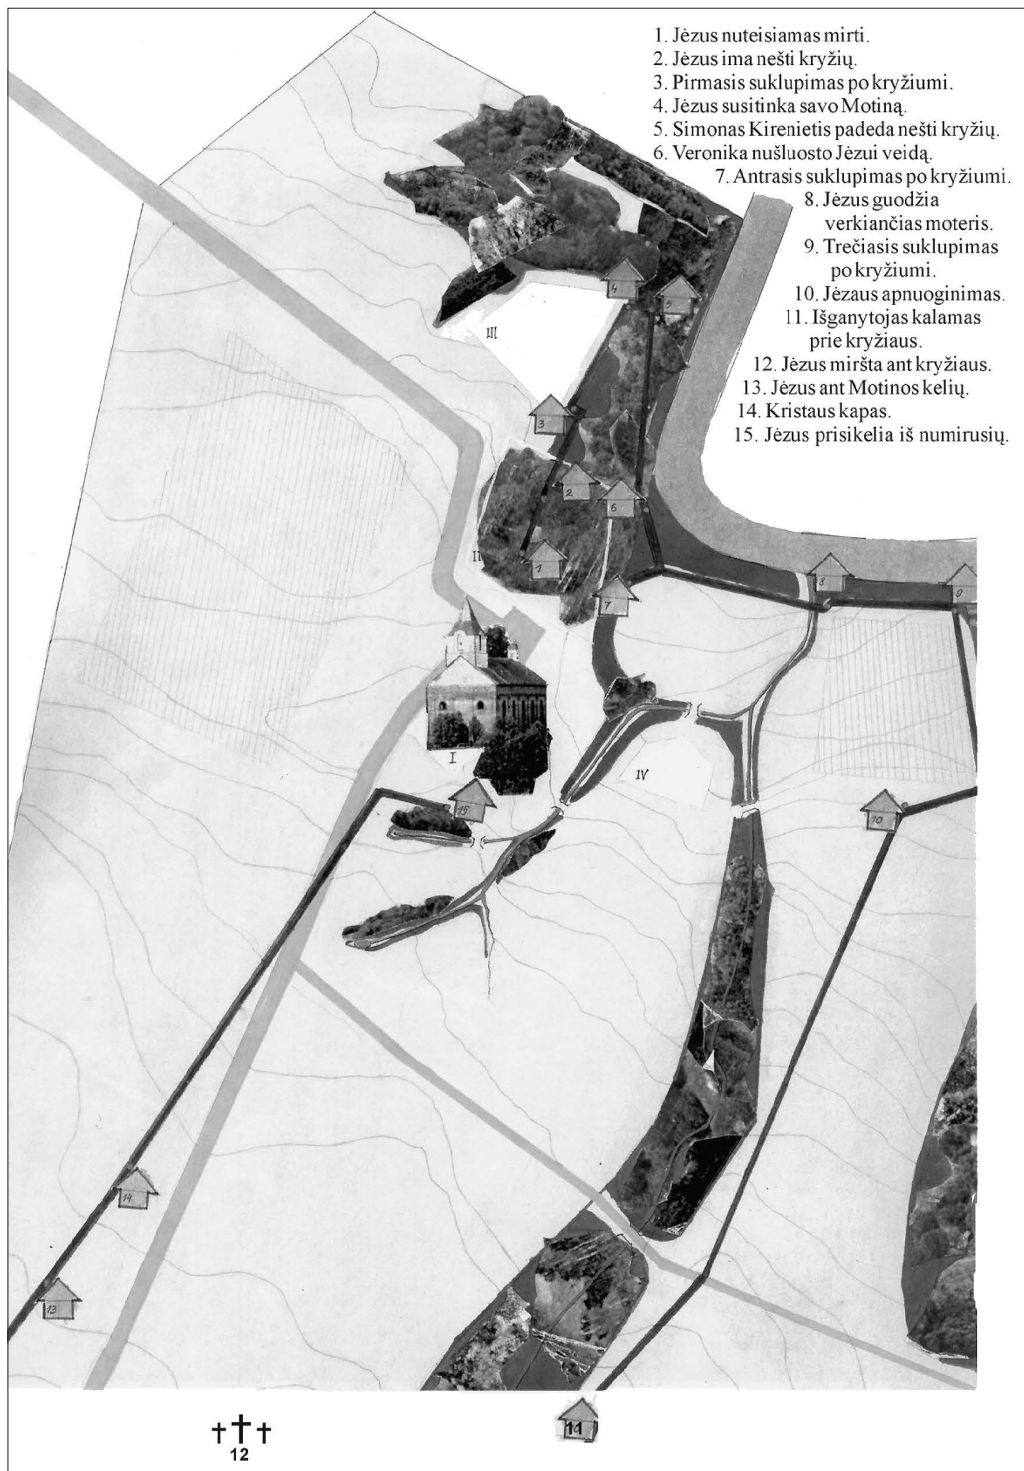 1. Jėzus nuteisiamas mirti.
2. Jėzus ima nešti kryžių.
3. Pirmasis suklupimas po kryžiumi.
4. Jėzus susitinka savo Motiną.
5. Simonas Kirenietis padeda nešti kryžių.
6. Veronika nušluosto Jėzui veidą.
7. Antrasis suklupimas po kryžiumi.
8. Jėzus guodžia
verkiančias moteris.
9. Trečiasis suklupimas
po kryžiumi.
10. Jėzaus apnuoginimas.
11. Išganytojas kalamas
prie kryžiaus.
12. Jėzus miršta ant kryžiaus.
13. Jėzus ant Motinos kelių.
14. Kristaus kapas.
15. Jėzus prisikelia iš numirusių.
4
5
III
3
2
6
II
1
8
7
9
I
IV
15
10
14
13
11
12